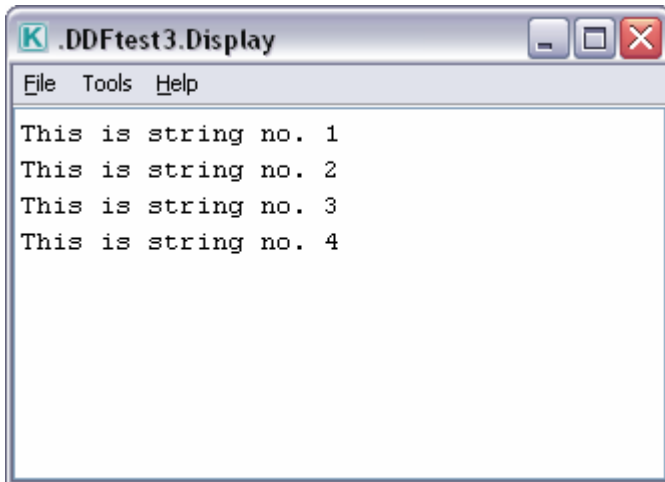 K .DDFtest3.Display
File Tools Help
This is string no. 1
This is string no. 2
This is string no. 3
This is string no. 4